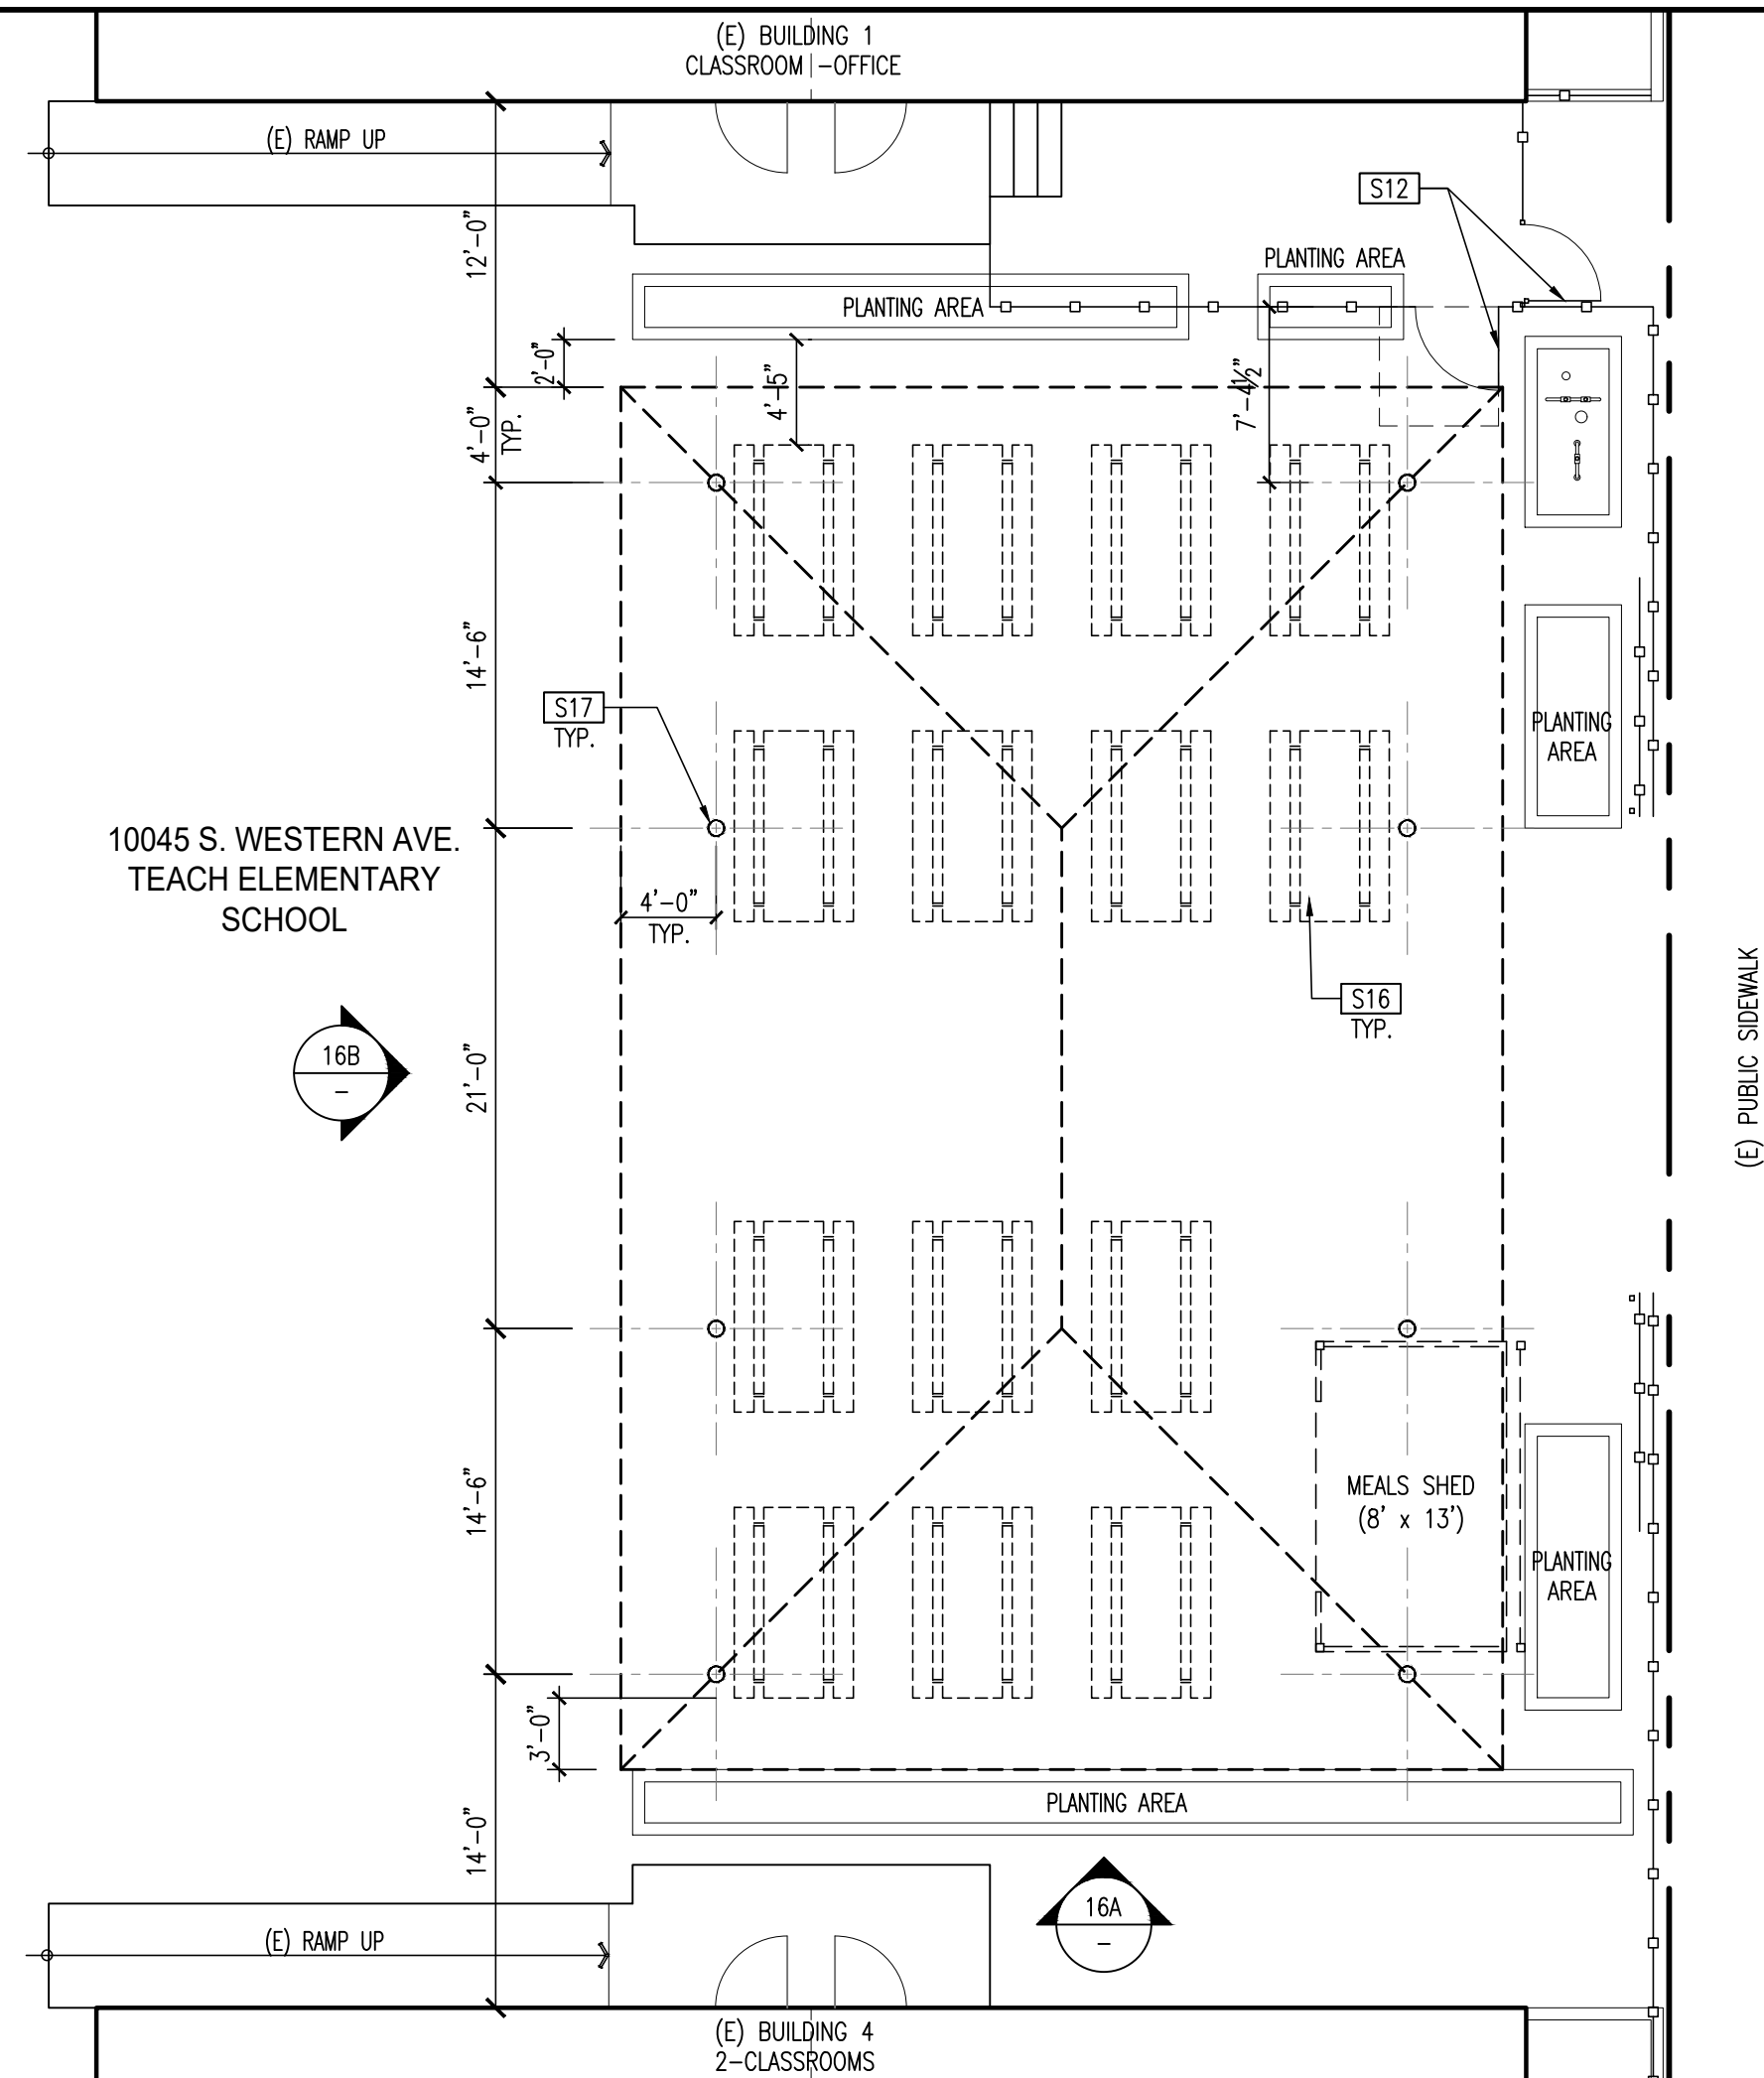 (E) BUILDING 1
CLASSROOM -OFFICE
(E) RAMP UP
S12
12'-0"
PLANTING AREA
PLANTING AREA
2'-0"
4'-5"
7'-4½"
4'-0"
TYP.
14'-6"
S17
TYP.
PLANTING
AREA
10045 S. WESTERN AVE.
TEACH ELEMENTARY
SCHOOL
4'-0"
TYP.
S16
TYP.
(E) PUBLIC SIDEWALK
16B
-
21'-0"
14'-6"
MEALS SHED
(8' x 13')
PLANTING
AREA
3'-0"
PLANTING AREA
14'-0"
16A
-
(E) RAMP UP
(E) BUILDING 4
2-CLASSROOMS